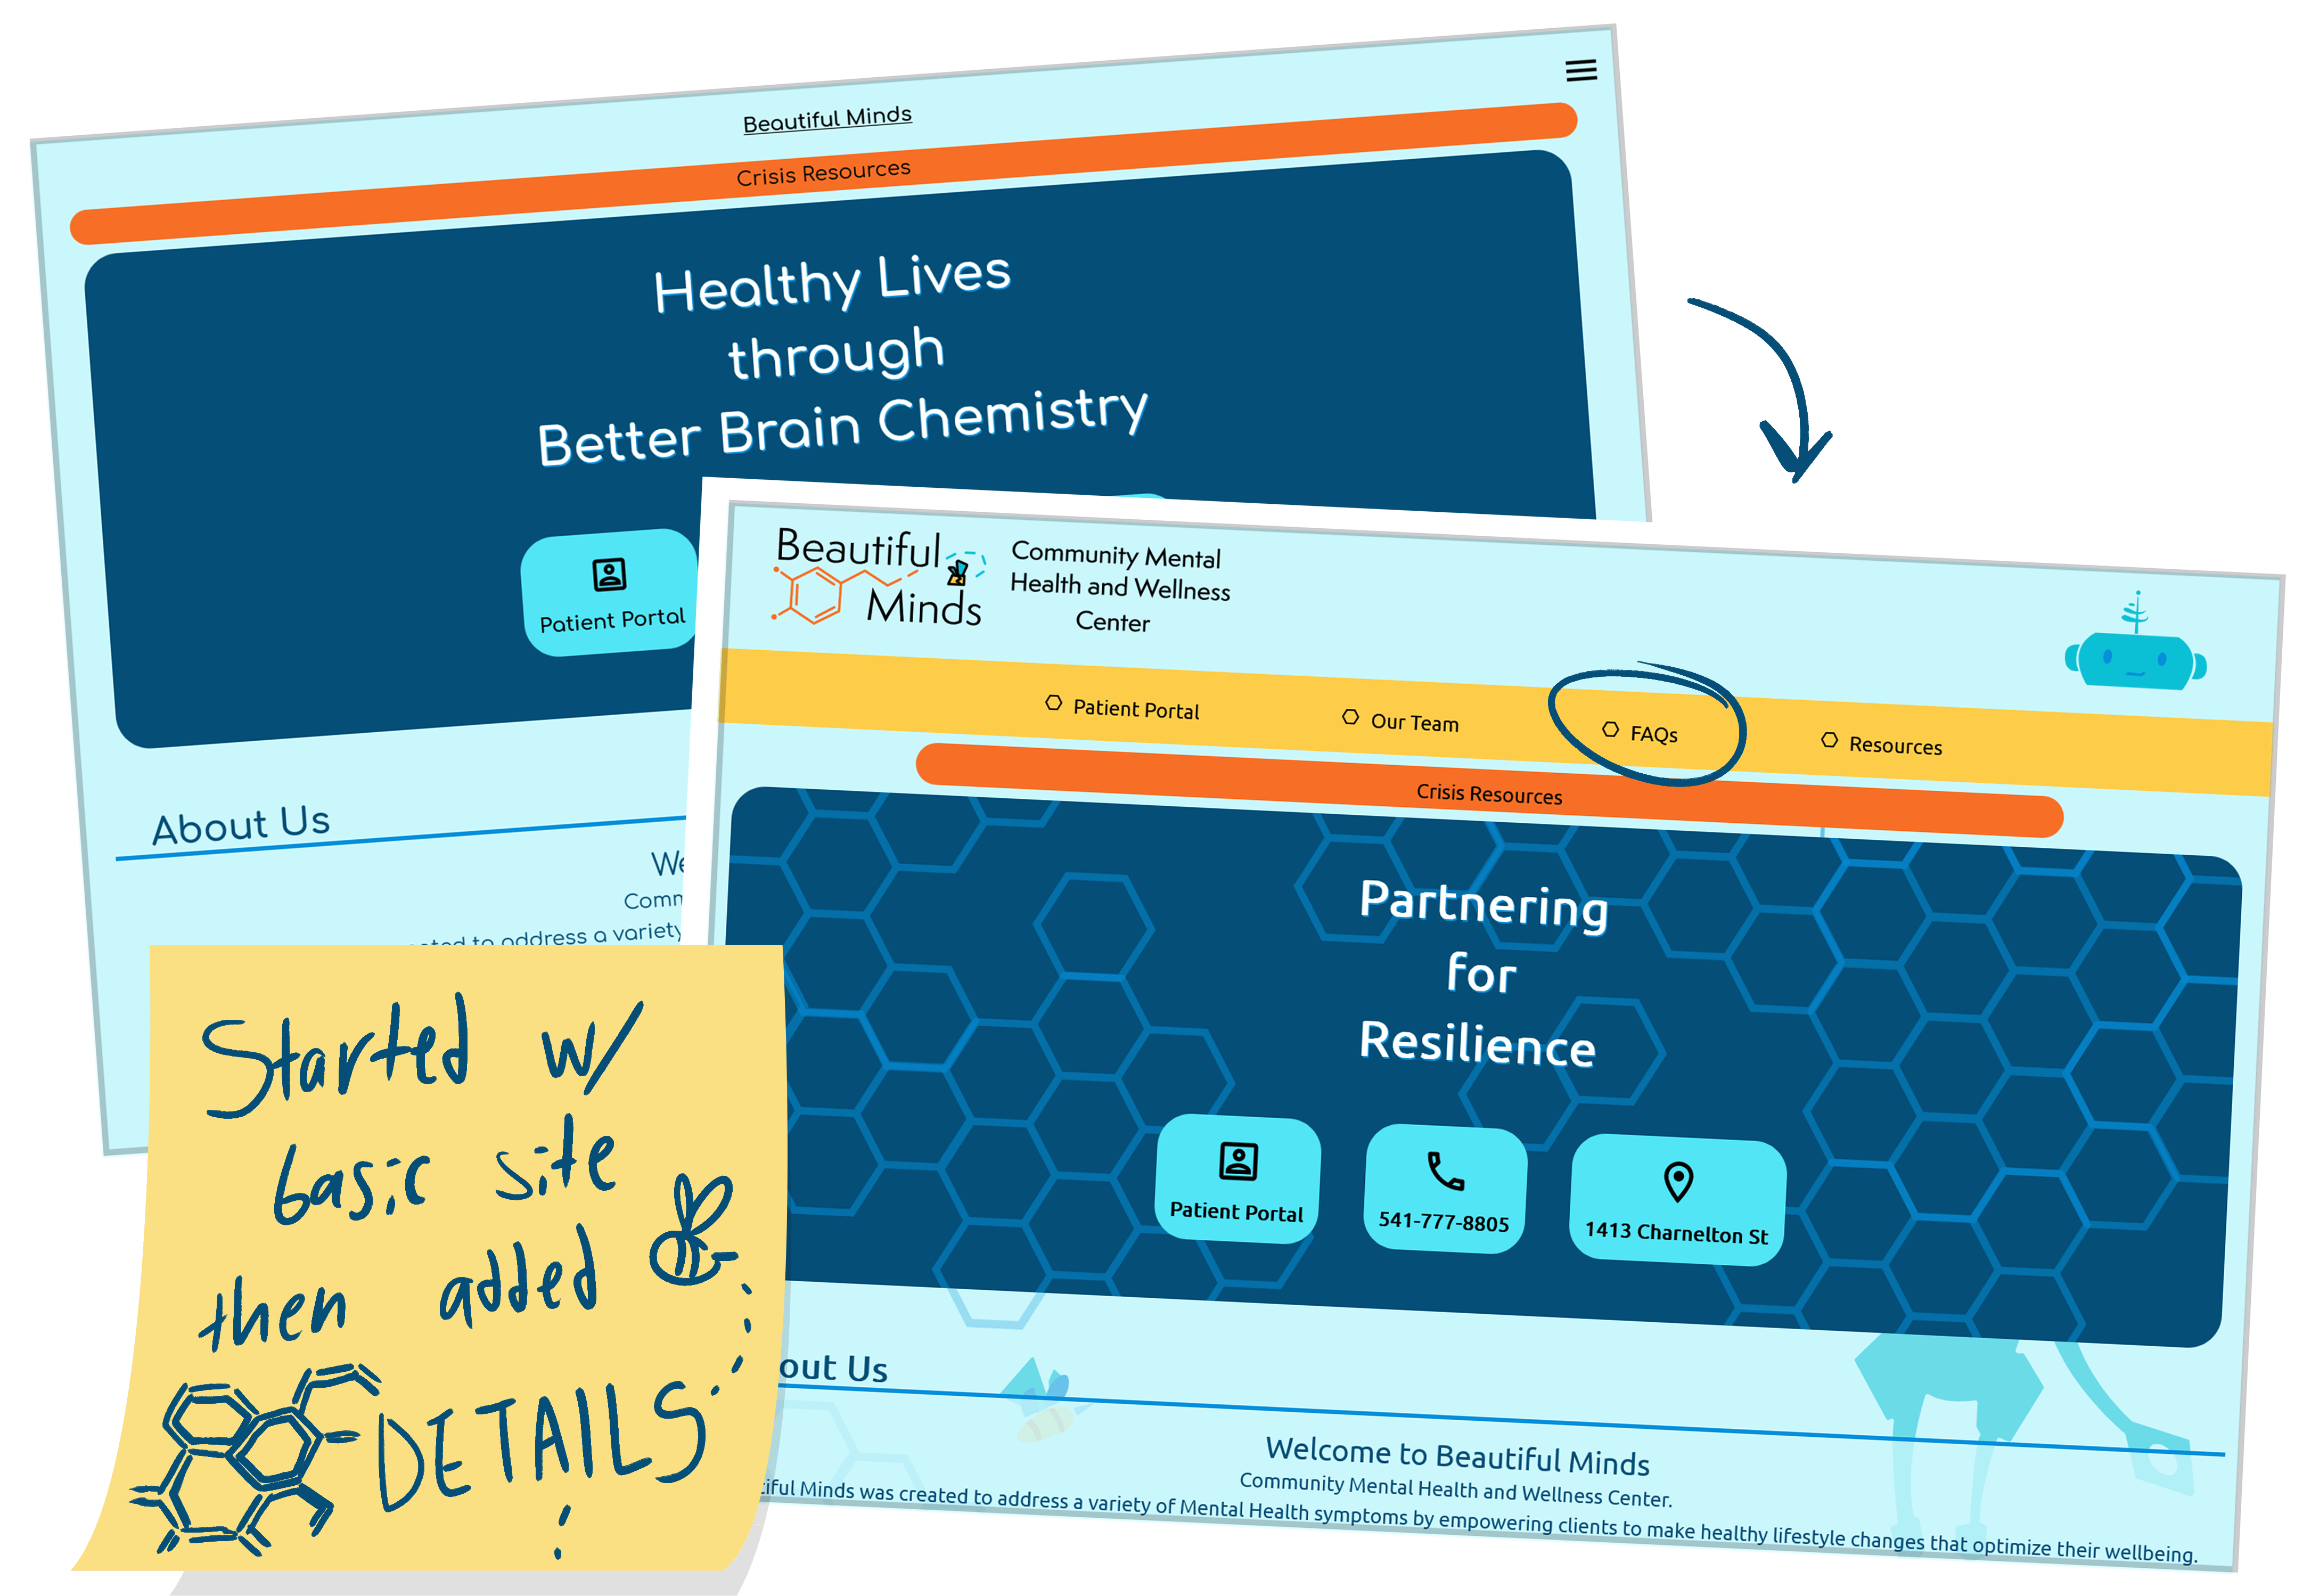 Beautiful Minds
Crisis Resources
Healthy Lives
through
Better Brain Chemistry
Patient Portal
About Us
to address a variety
Beautiful
Minds
Community Mental
Health and Wellness
Center
Patient Portal
Our Team
FAQs
Resources
Crisis Resources
Partnering
for
Resilience
Patient Portal
541-777-8805
1413 Charnelton St
out Us
Welcome to Beautiful Minds
Community Mental Health and Wellness Center.
tiful Minds was created to address a variety of Mental Health symptoms by empowering clients to make healthy lifestyle changes that optimize their wellbeing.
Started w/
basic site
then added
DETAILS